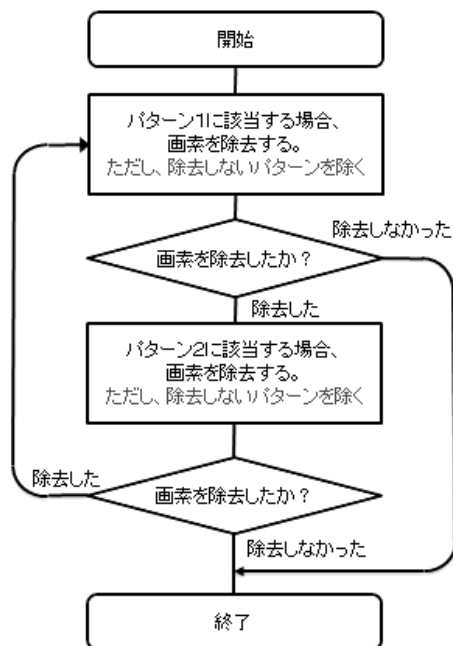 開始
パターン1に該当する場合、
画素を除去する。
ただし、除去しないパターンを除く
除去しなかった
画素を除去したか？
除去した
パターン2に該当する場合、
画素を除去する。
ただし、除去しないパターンを除く
除去した
画素を除去したか？
除去しなかった
終了